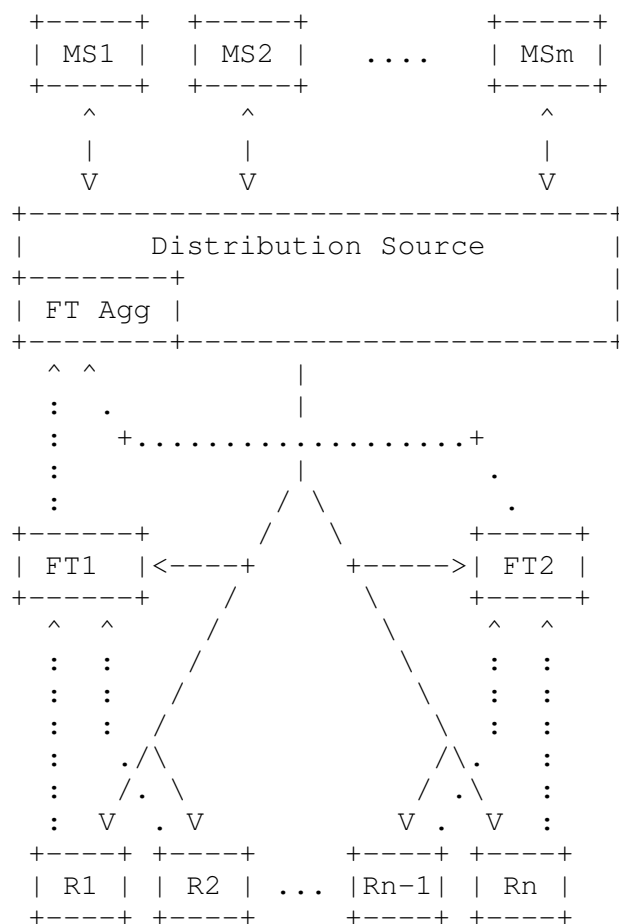 MS1 MS2 .... MSm
Distribution Source
FT Agg
FT1 FT2
R1 R2 ... Rn-1 Rn